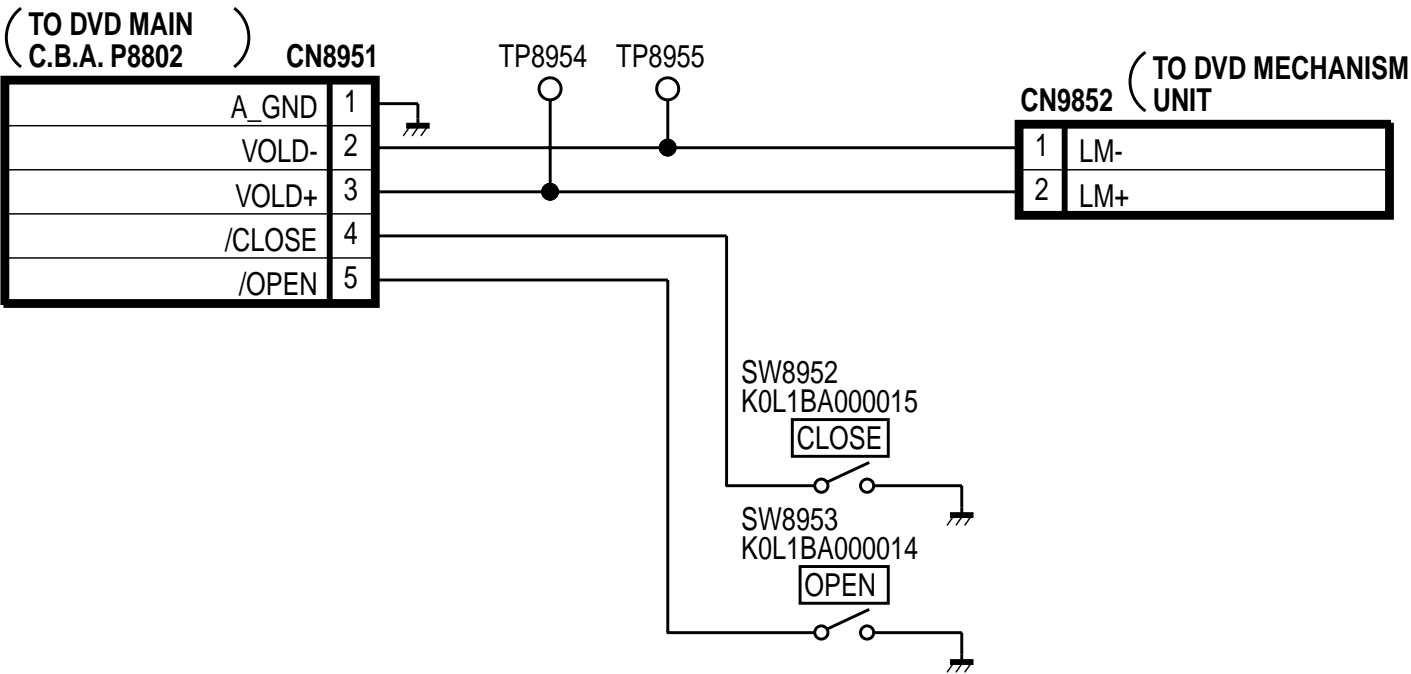 TO DVD MAIN
C.B.A. P8802
CN8951
A_GND 1
VOLD- 2
VOLD+ 3
/CLOSE 4
/OPEN 5
TP8954
TP8955
TO DVD MECHANISM
UNIT
CN9852
1 LM-
2 LM+
SW8952
K0L1BA000015
CLOSE
SW8953
K0L1BA000014
OPEN